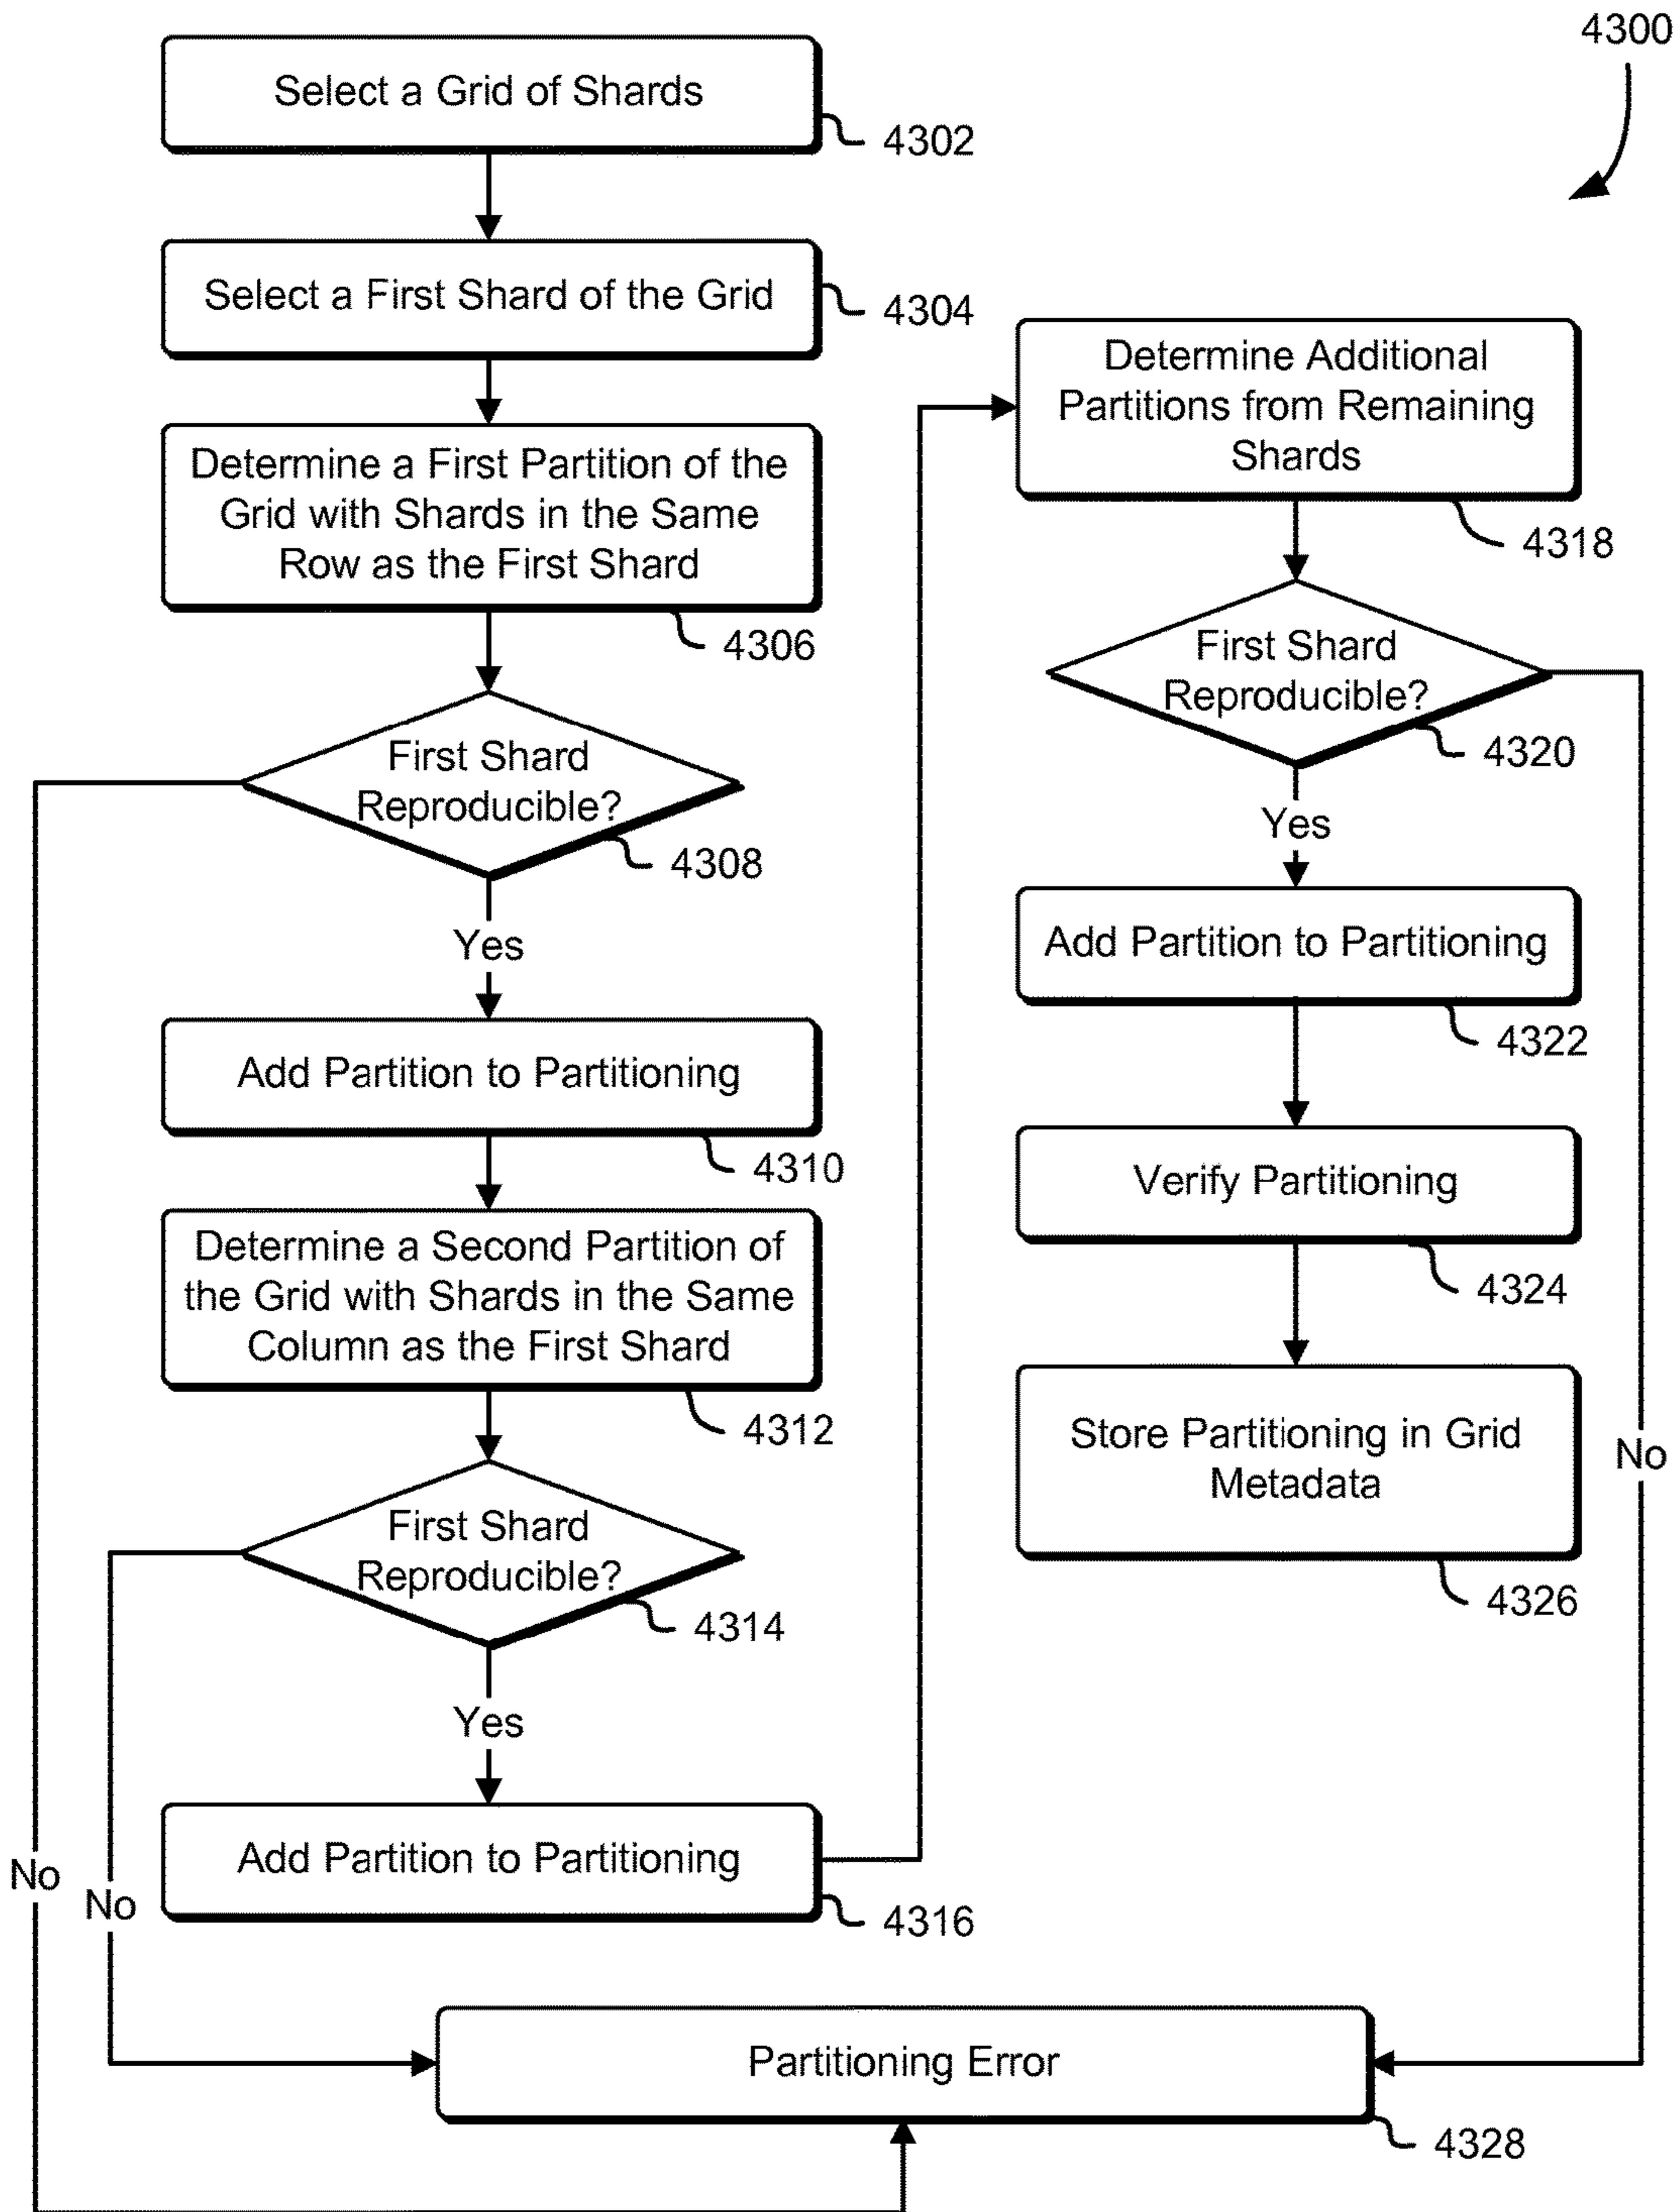 4300
Select a Grid of Shards
4302
Select a First Shard of the Grid
4304
Determine a First Partition of the
Grid with Shards in the Same
Row as the First Shard
4306
First Shard
Reproducible?
4308
Yes
Add Partition to Partitioning
4310
Determine a Second Partition of
the Grid with Shards in the Same
Column as the First Shard
4312
First Shard
Reproducible?
4314
Yes
Add Partition to Partitioning
4316
No
No
Determine Additional
Partitions from Remaining
Shards
4318
First Shard
Reproducible?
4320
Yes
Add Partition to Partitioning
4322
Verify Partitioning
4324
Store Partitioning in Grid
Metadata
4326
No
Partitioning Error
4328